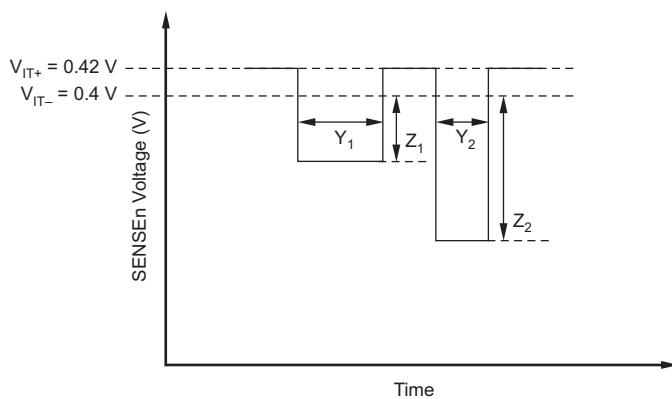 V_IT+ = 0.42 V
V_IT– = 0.4 V
SENSEn Voltage (V)
Y_1
Z_1
Y_2
Z_2
Time